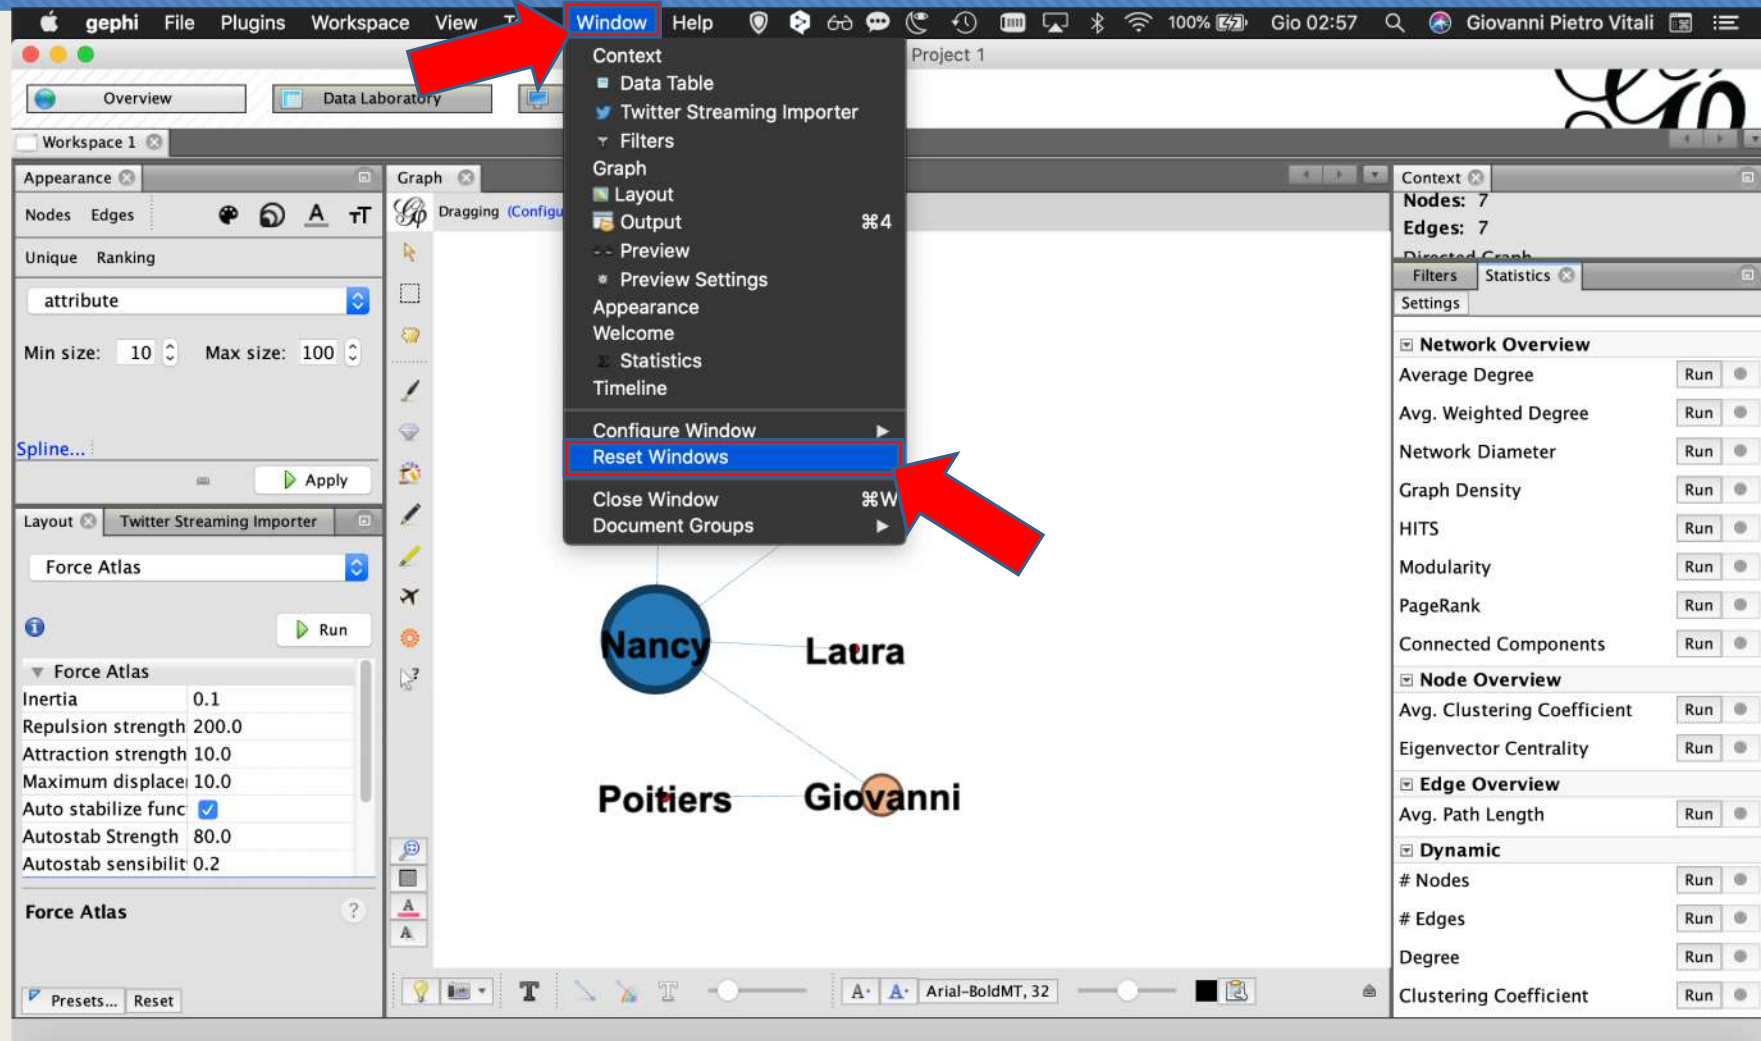 gephi File Plugins Workspace View Window Help 100% Gio 02:57 Giovanni Pietro Vitali
Project 1
Overview
Data Laboratory
Workspace 1
Appearance
Nodes Edges
Unique Ranking
attribute
Min size: 10 Max size: 100
Spline...
Apply
Layout Twitter Streaming Importer
Force Atlas
Run
Force Atlas
Inertia 0.1
Repulsion strength 200.0
Attraction strength 10.0
Maximum displace 10.0
Auto stabilize func
Autostab Strength 80.0
Autostab sensibilit 0.2
Force Atlas
?
Presets... Reset
Graph
Dragging (Configu
Context
Data Table
Twitter Streaming Importer
Filters
Graph
Layout
Output ⌘4
Preview
Preview Settings
Appearance
Welcome
Statistics
Timeline
Configure Window
Reset Windows
Close Window ⌘W
Document Groups
Nancy
Laura
Poitiers
Giovanni
Arial-BoldMT, 32
Context
Nodes: 7
Edges: 7
Directed Graph
Filters Statistics
Settings
Network Overview
Average Degree Run
Avg. Weighted Degree Run
Network Diameter Run
Graph Density Run
HITS Run
Modularity Run
PageRank Run
Connected Components Run
Node Overview
Avg. Clustering Coefficient Run
Eigenvector Centrality Run
Edge Overview
Avg. Path Length Run
Dynamic
# Nodes Run
# Edges Run
Degree Run
Clustering Coefficient Run